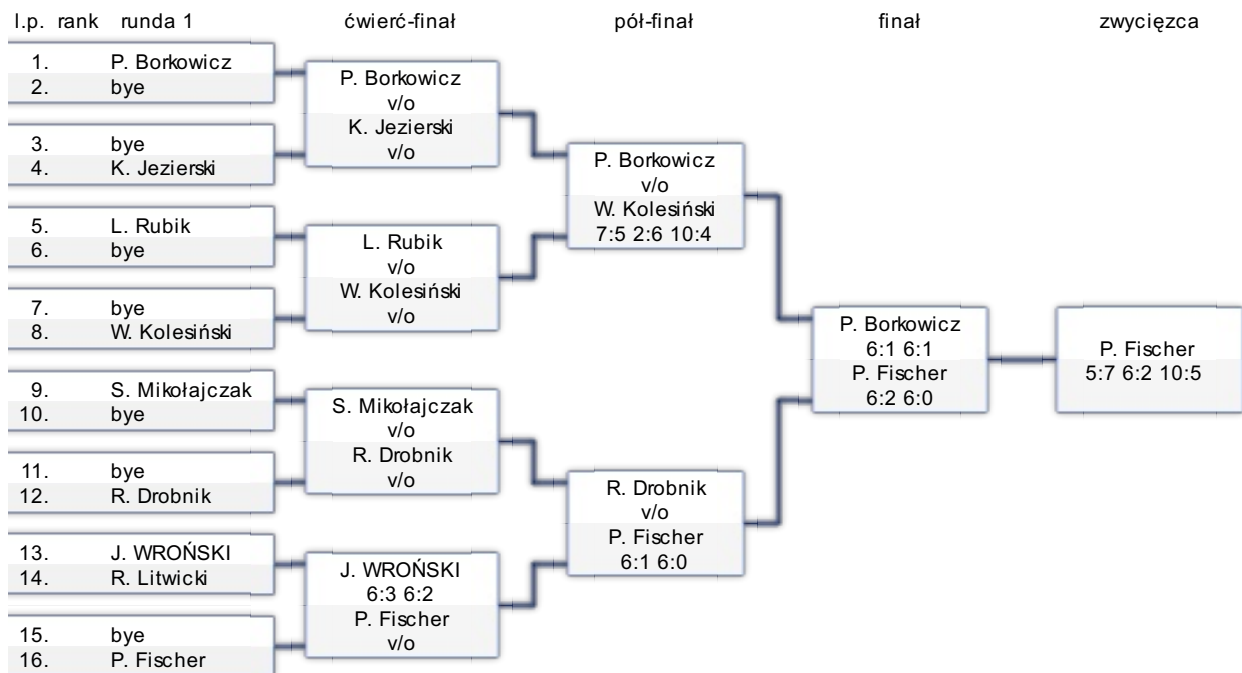 l.p. rank runda 1 ćwierć-finał pół-finał finał zwycięzca
1. P. Borkowicz
2. bye
3. bye
4. K. Jezierski
5. L. Rubik
6. bye
7. bye
8. W. Kolesiński
9. S. Mikołajczak
10. bye
11. bye
12. R. Drobnik
13. J. WROŃSKI
14. R. Litwicki
15. bye
16. P. Fischer
P. Borkowicz
v/o
K. Jezierski
v/o
L. Rubik
v/o
W. Kolesiński
v/o
S. Mikołajczak
v/o
R. Drobnik
v/o
J. WROŃSKI
6:3 6:2
P. Fischer
v/o
P. Borkowicz
v/o
W. Kolesiński
7:5 2:6 10:4
R. Drobnik
v/o
P. Fischer
6:1 6:0
P. Borkowicz
6:1 6:1
P. Fischer
6:2 6:0
P. Fischer
5:7 6:2 10:5